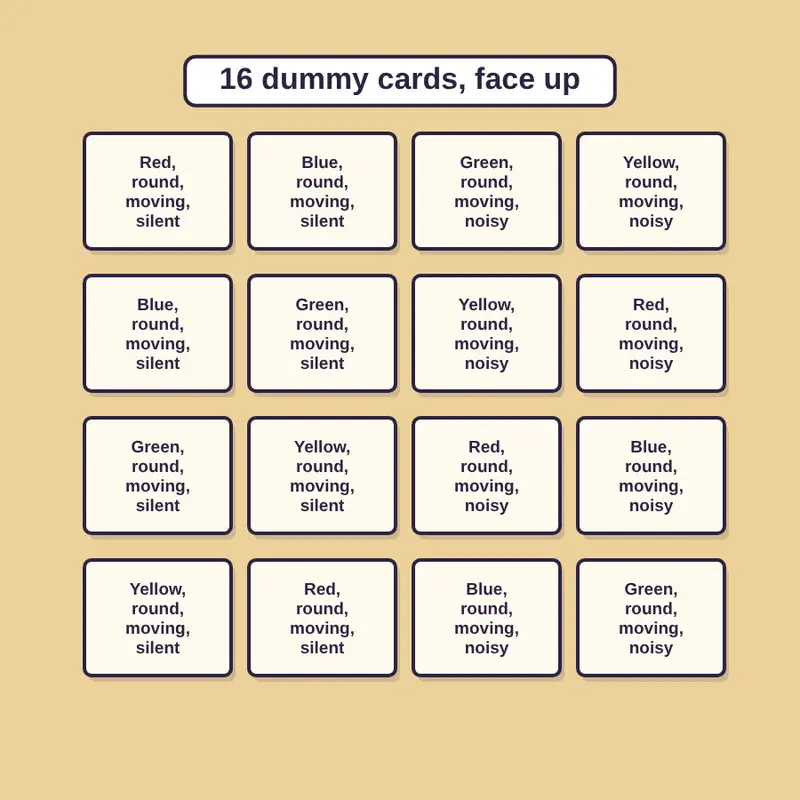 16 dummy cards, face up
Red,
round,
moving,
silent
Blue,
round,
moving,
silent
Green,
round,
moving,
noisy
Yellow,
round,
moving,
noisy
Blue,
round,
moving,
silent
Green,
round,
moving,
silent
Yellow,
round,
moving,
noisy
Red,
round,
moving,
noisy
Green,
round,
moving,
silent
Yellow,
round,
moving,
silent
Red,
round,
moving,
noisy
Blue,
round,
moving,
noisy
Yellow,
round,
moving,
silent
Red,
round,
moving,
silent
Blue,
round,
moving,
noisy
Green,
round,
moving,
noisy